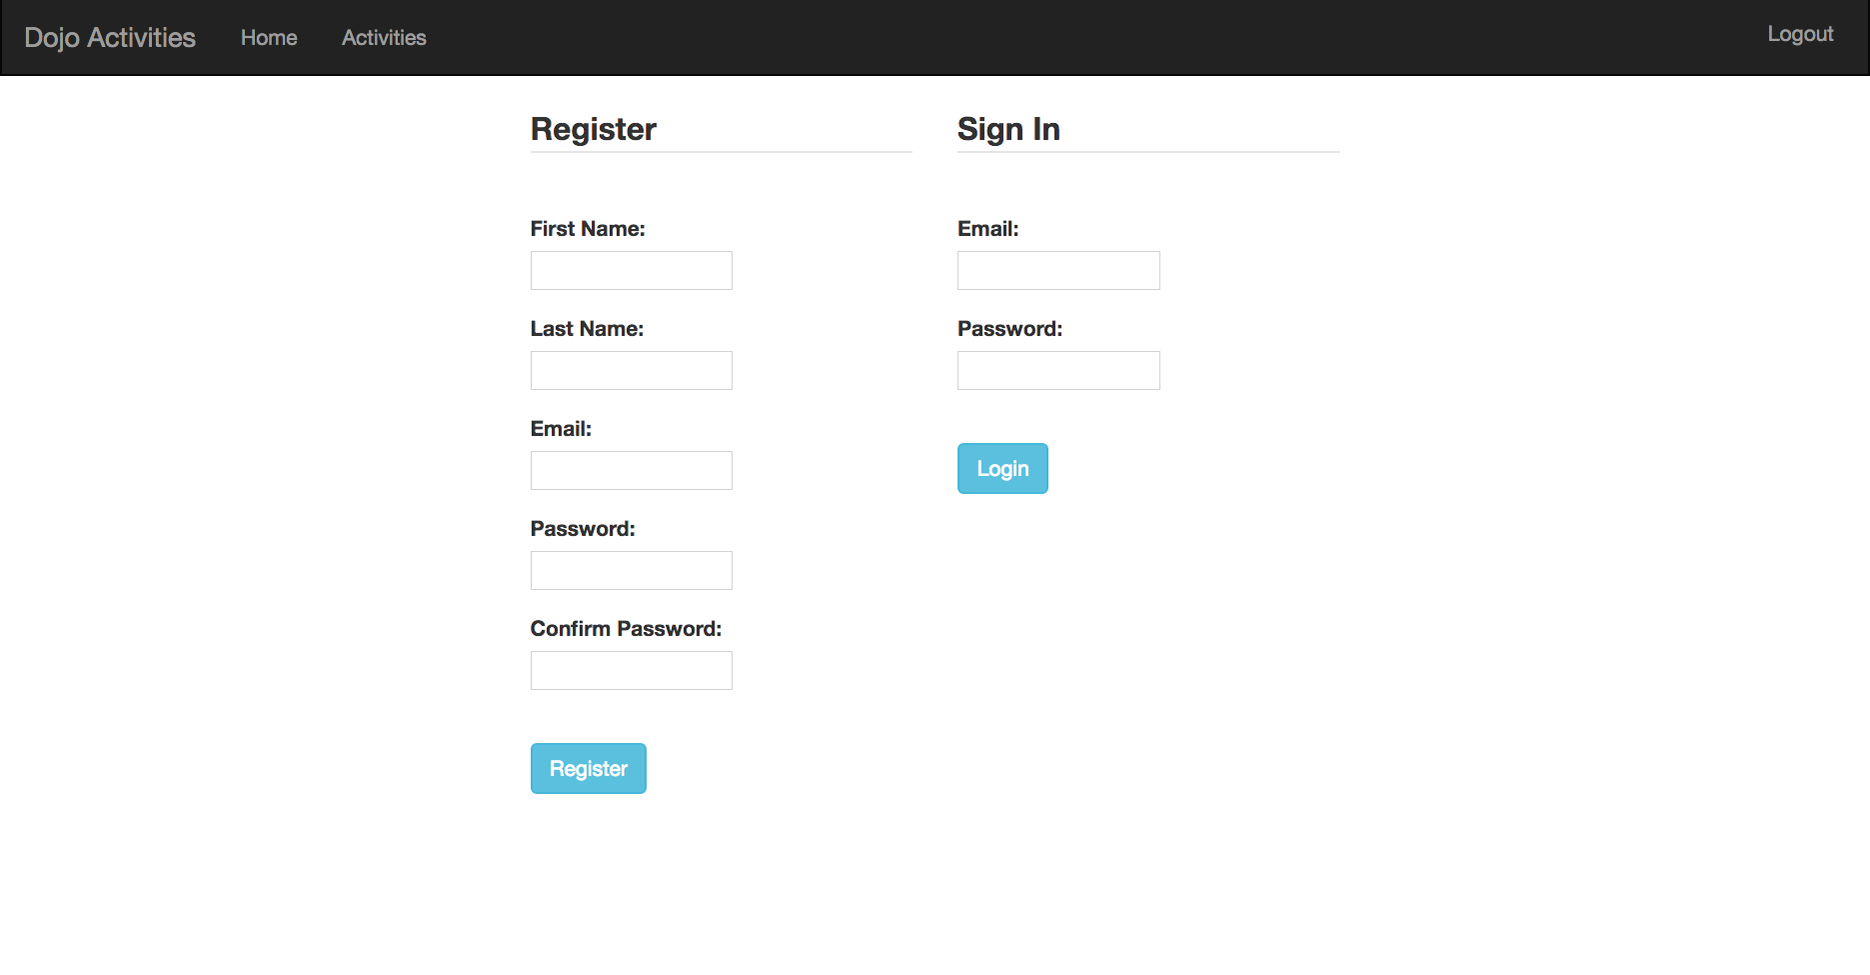 Dojo Activities Home Activities Logout
Register
First Name:
Last Name:
Email:
Password:
Confirm Password:
Register
Sign In
Email:
Password:
Login